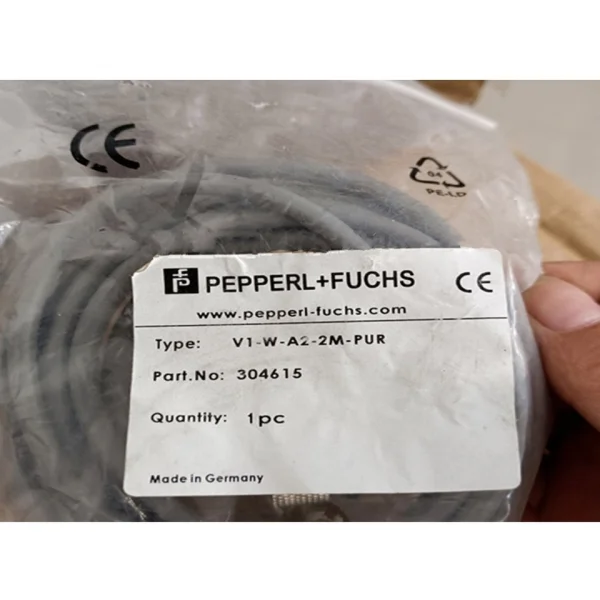 CE
04
PE-LD
PEPPERL+FUCHS CE
www.pepperl-fuchs.com
Type: V1-W-A2-2M-PUR
Part.No: 304615
Quantity: 1pc
Made in Germany